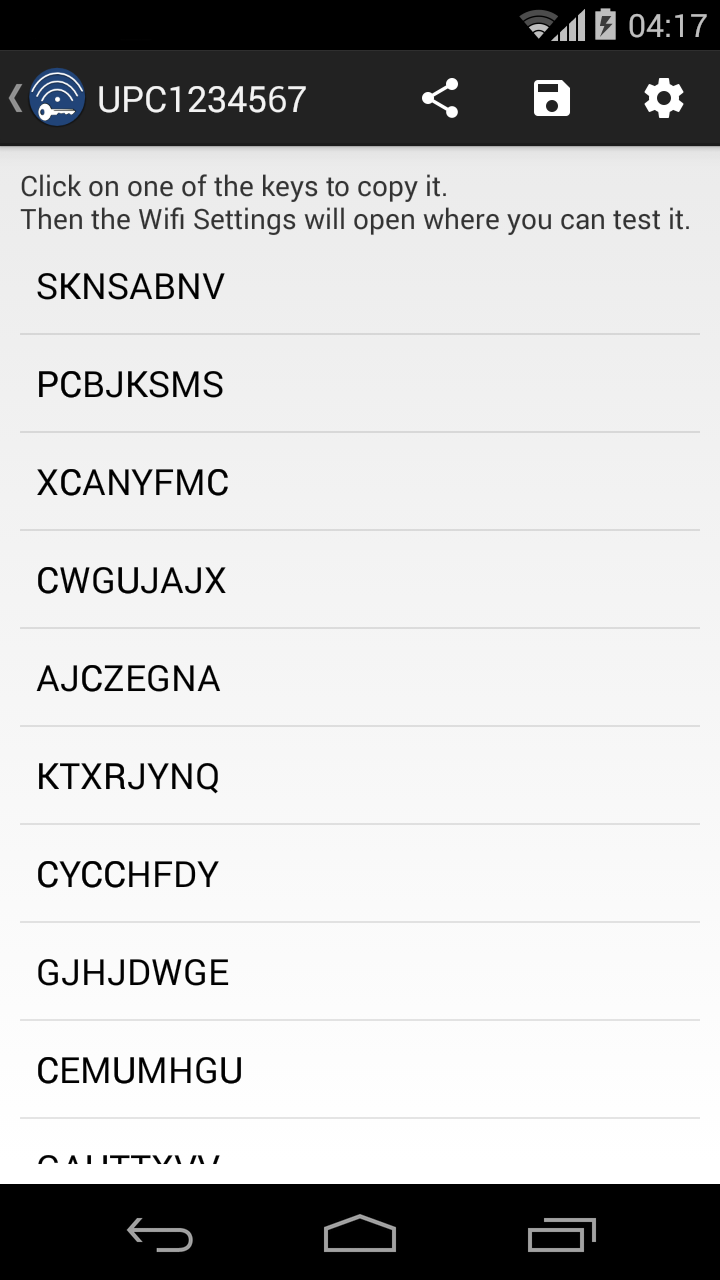 04:17
UPC1234567
Click on one of the keys to copy it.
Then the Wifi Settings will open where you can test it.
SKNSABNV
PCBJKSMS
XCANYFMC
CWGUJAJX
AJCZEGNA
KTXRJYNQ
CYCCHFDY
GJHJDWGE
CEMUMHGU